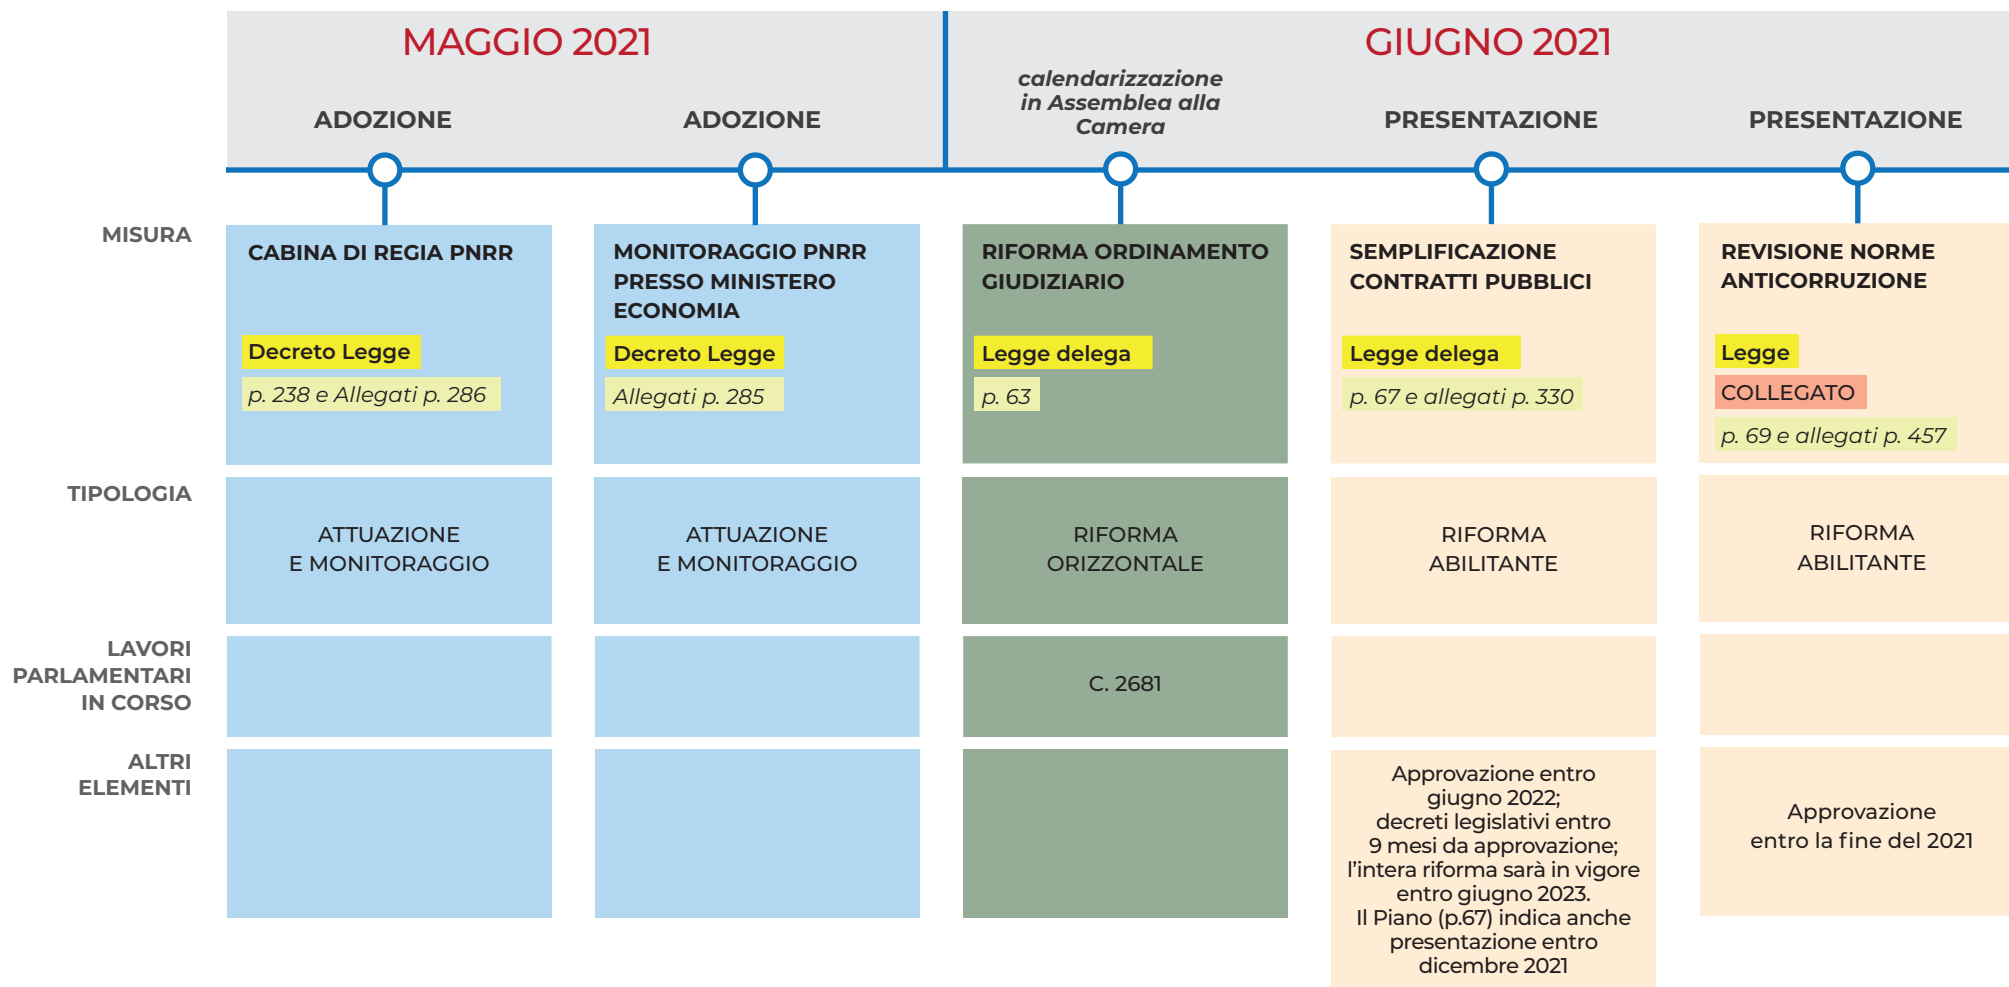 MAGGIO 2021
GIUGNO 2021
ADOZIONE
ADOZIONE
calendarizzazione
in Assemblea alla
Camera
PRESENTAZIONE
PRESENTAZIONE
MISURA
CABINA DI REGIA PNRR
Decreto Legge
p. 238 e Allegati p. 286
MONITORAGGIO PNRR
PRESSO MINISTERO
ECONOMIA
Decreto Legge
Allegati p. 285
RIFORMA ORDINAMENTO
GIUDIZIARIO
Legge delega
p. 63
SEMPLIFICAZIONE
CONTRATTI PUBBLICI
Legge delega
p. 67 e allegati p. 330
REVISIONE NORME
ANTICORRUZIONE
Legge
COLLEGATO
p. 69 e allegati p. 457
TIPOLOGIA
ATTUAZIONE
E MONITORAGGIO
ATTUAZIONE
E MONITORAGGIO
RIFORMA
ORIZZONTALE
RIFORMA
ABILITANTE
RIFORMA
ABILITANTE
LAVORI
PARLAMENTARI
IN CORSO
C. 2681
ALTRI
ELEMENTI
Approvazione entro
giugno 2022;
decreti legislativi entro
9 mesi da approvazione;
l'intera riforma sarà in vigore
entro giugno 2023.
Il Piano (p.67) indica anche
presentazione entro
dicembre 2021
Approvazione
entro la fine del 2021